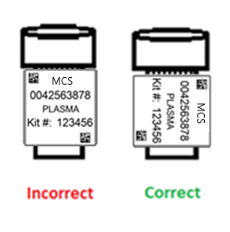 MCS
0042563878
PLASMA
Kit #: 123456
MCS
0042563878
PLASMA
Kit #: 123456
Incorrect
Correct